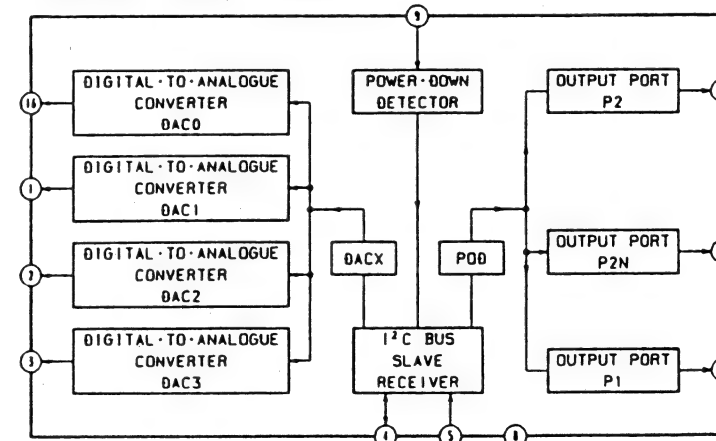 9
DIGITAL·TO·ANALOGUE
CONVERTER
DAC0
16
POWER·DOWN
DETECTOR
OUTPUT PORT
P2
DIGITAL·TO·ANALOGUE
CONVERTER
DAC1
1
DIGITAL·TO·ANALOGUE
CONVERTER
DAC2
2
DACX
POD
OUTPUT PORT
P2N
DIGITAL·TO·ANALOGUE
CONVERTER
DAC3
3
I²C BUS
SLAVE
RECEIVER
OUTPUT PORT
P1
4
5
8